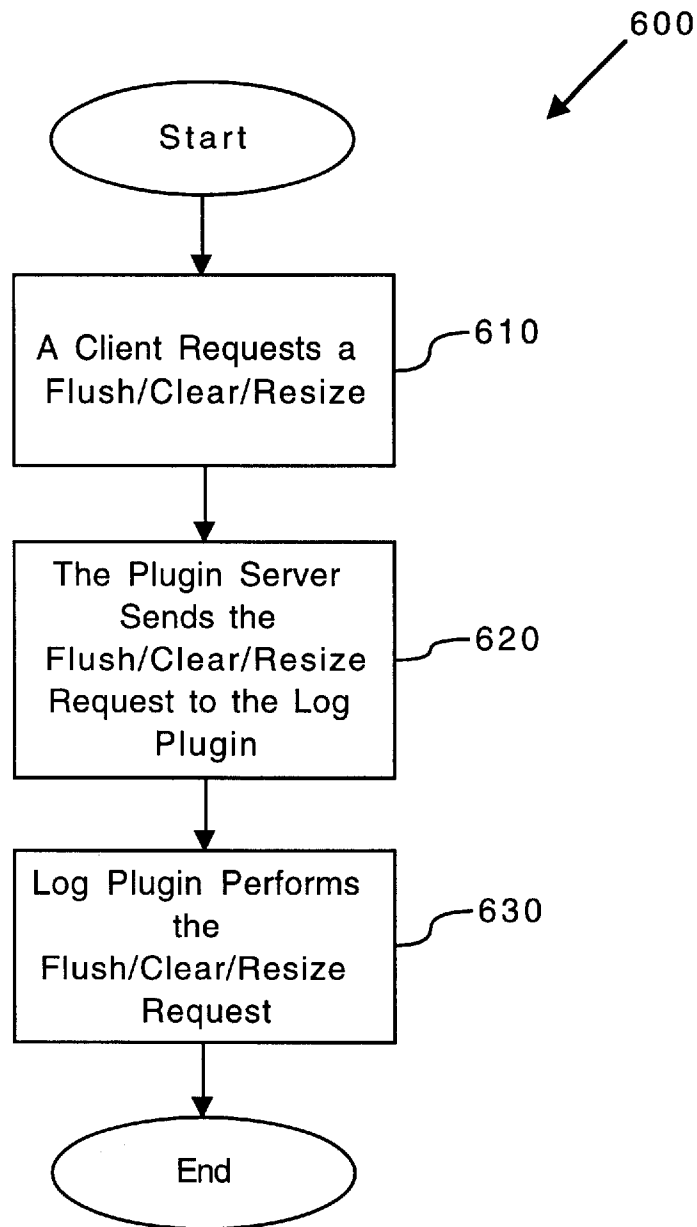 600
Start
A Client Requests a
Flush/Clear/Resize
610
The Plugin Server
Sends the
Flush/Clear/Resize
Request to the Log
Plugin
620
Log Plugin Performs
the
Flush/Clear/Resize
Request
630
End